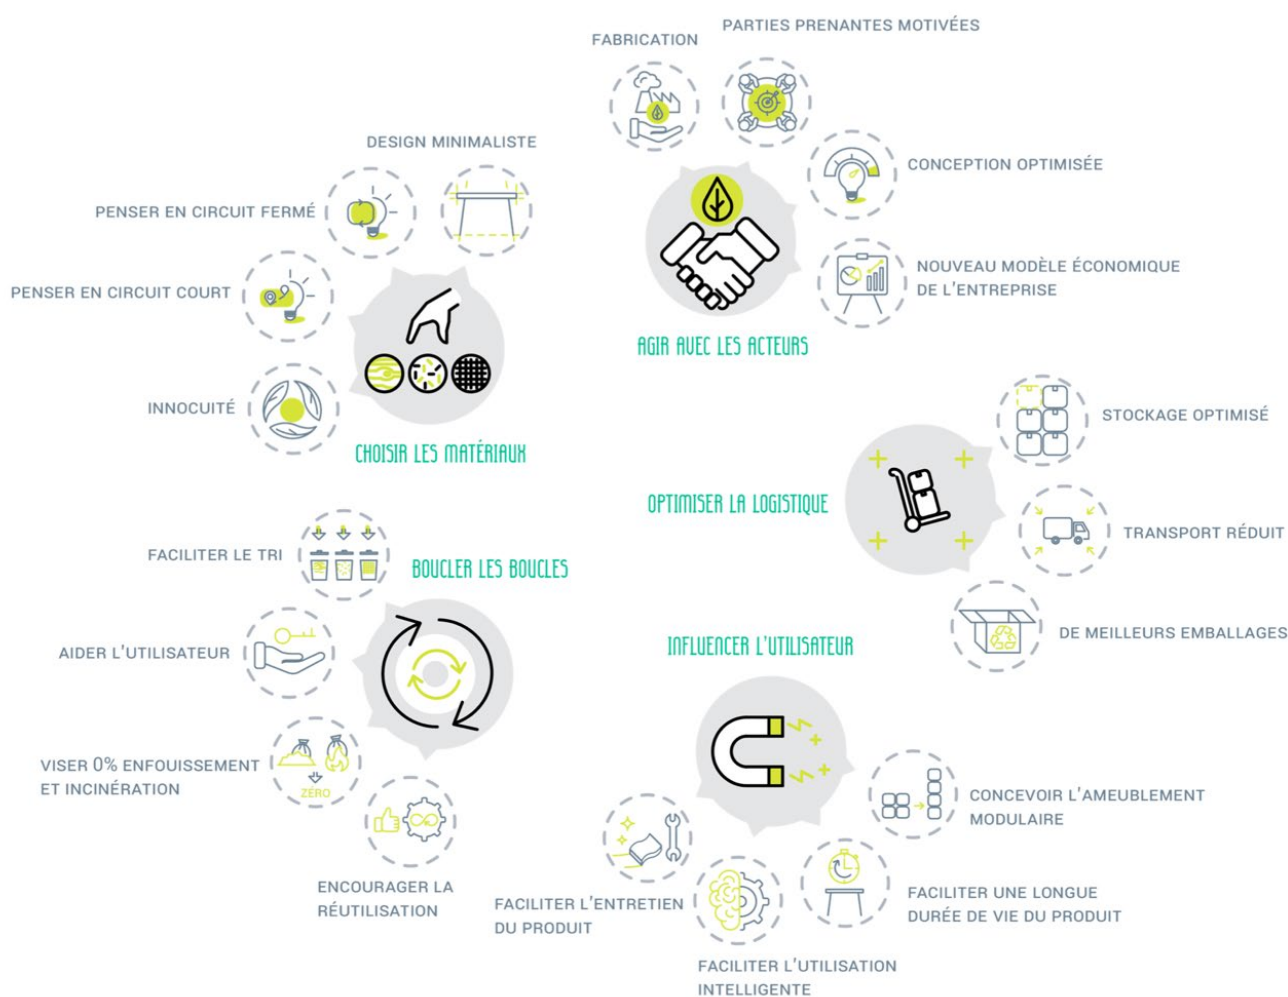 PARTIES PRENANTES MOTIVÉES
FABRICATION
CONCEPTION OPTIMISÉE
NOUVEAU MODÈLE ÉCONOMIQUE
DE L'ENTREPRISE
AGIR AVEC LES ACTEURS
DESIGN MINIMALISTE
PENSER EN CIRCUIT FERMÉ
PENSER EN CIRCUIT COURT
INNOCUITÉ
CHOISIR LES MATÉRIAUX
STOCKAGE OPTIMISÉ
OPTIMISER LA LOGISTIQUE
TRANSPORT RÉDUIT
DE MEILLEURS EMBALLAGES
FACILITER LE TRI
BOUCLER LES BOUCLES
AIDER L'UTILISATEUR
VISER 0% ENFOUISSEMENT
ET INCINÉRATION
ZÉRO
ENCOURAGER LA
RÉUTILISATION
INFLUENCER L'UTILISATEUR
CONCEVOIR L'AMEUBLEMENT
MODULAIRE
FACILITER UNE LONGUE
DURÉE DE VIE DU PRODUIT
FACILITER L'ENTRETIEN
DU PRODUIT
FACILITER L'UTILISATION
INTELLIGENTE